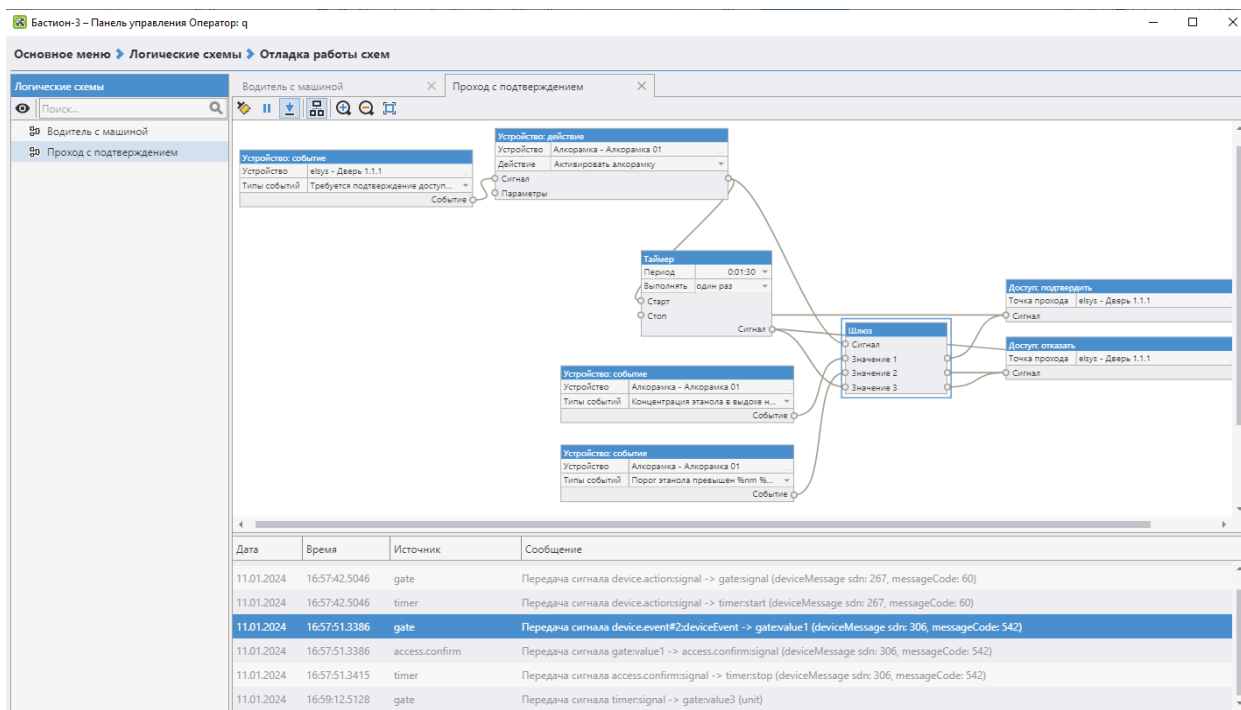 Бастион-3 – Панель управления Оператор: q
Основное меню Логические схемы Отладка работы схем
Логические схемы
Поиск...
Водитель с машиной
Проход с подтверждением
Водитель с машиной
Проход с подтверждением
Устройство: событие
Устройство elsys - Дверь 1.1.1
Типы событий Требуется подтверждение доступ...
Событие
Устройство: действие
Устройство Алкорамка - Алкорамка 01
Действие Активировать алкорамку
Сигнал
Параметры
Таймер
Период 0:01:30
Выполнять один раз
Старт
Стоп
Сигнал
Устройство: событие
Устройство Алкорамка - Алкорамка 01
Типы событий Концентрация этанола в выдохе н...
Событие
Устройство: событие
Устройство Алкорамка - Алкорамка 01
Типы событий Порог этанола превышен %nm %...
Событие
Шлюз
Сигнал
Значение 1
Значение 2
Значение 3
Доступ: подтвердить
Точка прохода elsys - Дверь 1.1.1
Сигнал
Доступ: отказать
Точка прохода elsys - Дверь 1.1.1
Сигнал
Дата Время Источник Сообщение
11.01.2024 16:57:42.5046 gate Передача сигнала device.action:signal -> gate:signal (deviceMessage sdn: 267, messageCode: 60)
11.01.2024 16:57:42.5046 timer Передача сигнала device.action:signal -> timer:start (deviceMessage sdn: 267, messageCode: 60)
11.01.2024 16:57:51.3386 gate Передача сигнала device.event#2:deviceEvent -> gate:value1 (deviceMessage sdn: 306, messageCode: 542)
11.01.2024 16:57:51.3386 access.confirm Передача сигнала gate:value1 -> access.confirm:signal (deviceMessage sdn: 306, messageCode: 542)
11.01.2024 16:57:51.3415 timer Передача сигнала access.confirm:signal -> timer:stop (deviceMessage sdn: 306, messageCode: 542)
11.01.2024 16:59:12.5128 gate Передача сигнала timer:signal -> gate:value3 (unit)